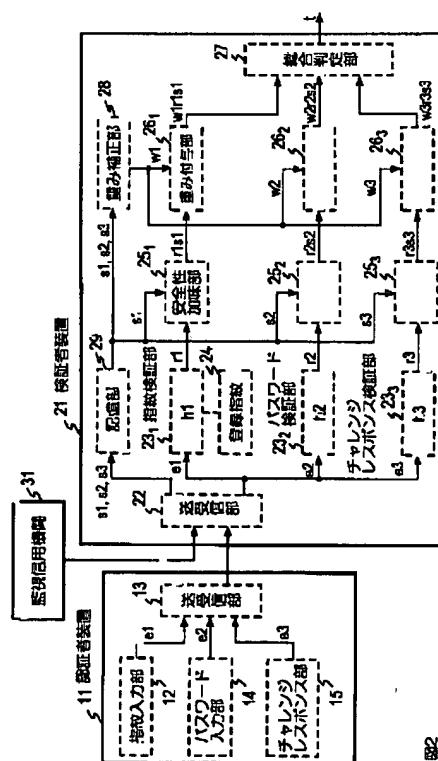 21 検証者装置
31
監視信用機関
11 認証者装置
指紋入力部
12
e1
パスワード
入力部
14
e2
チャレンジ
レスポンス部
15
e3
13
送受信部
22
送受信部
s1, s2, s3
29
記憶部
s1, s2, s3
28
重み補正部
e1
23₁ 指紋検証部
h1
r1
24
登録指紋
s1
25₁
安全性
加味部
r1s1
w1
26₁
重み付与部
w1r1s1
e2
パスワード
23₂ 検証部
h2
r2
s2
25₂
r2s2
w2
26₂
w2r2s2
e3
チャレンジ
レスポンス検証部
23₃
h3
r3
s3
25₃
r3s3
w3
26₃
w3r3s3
27
総合判定部
t
図2